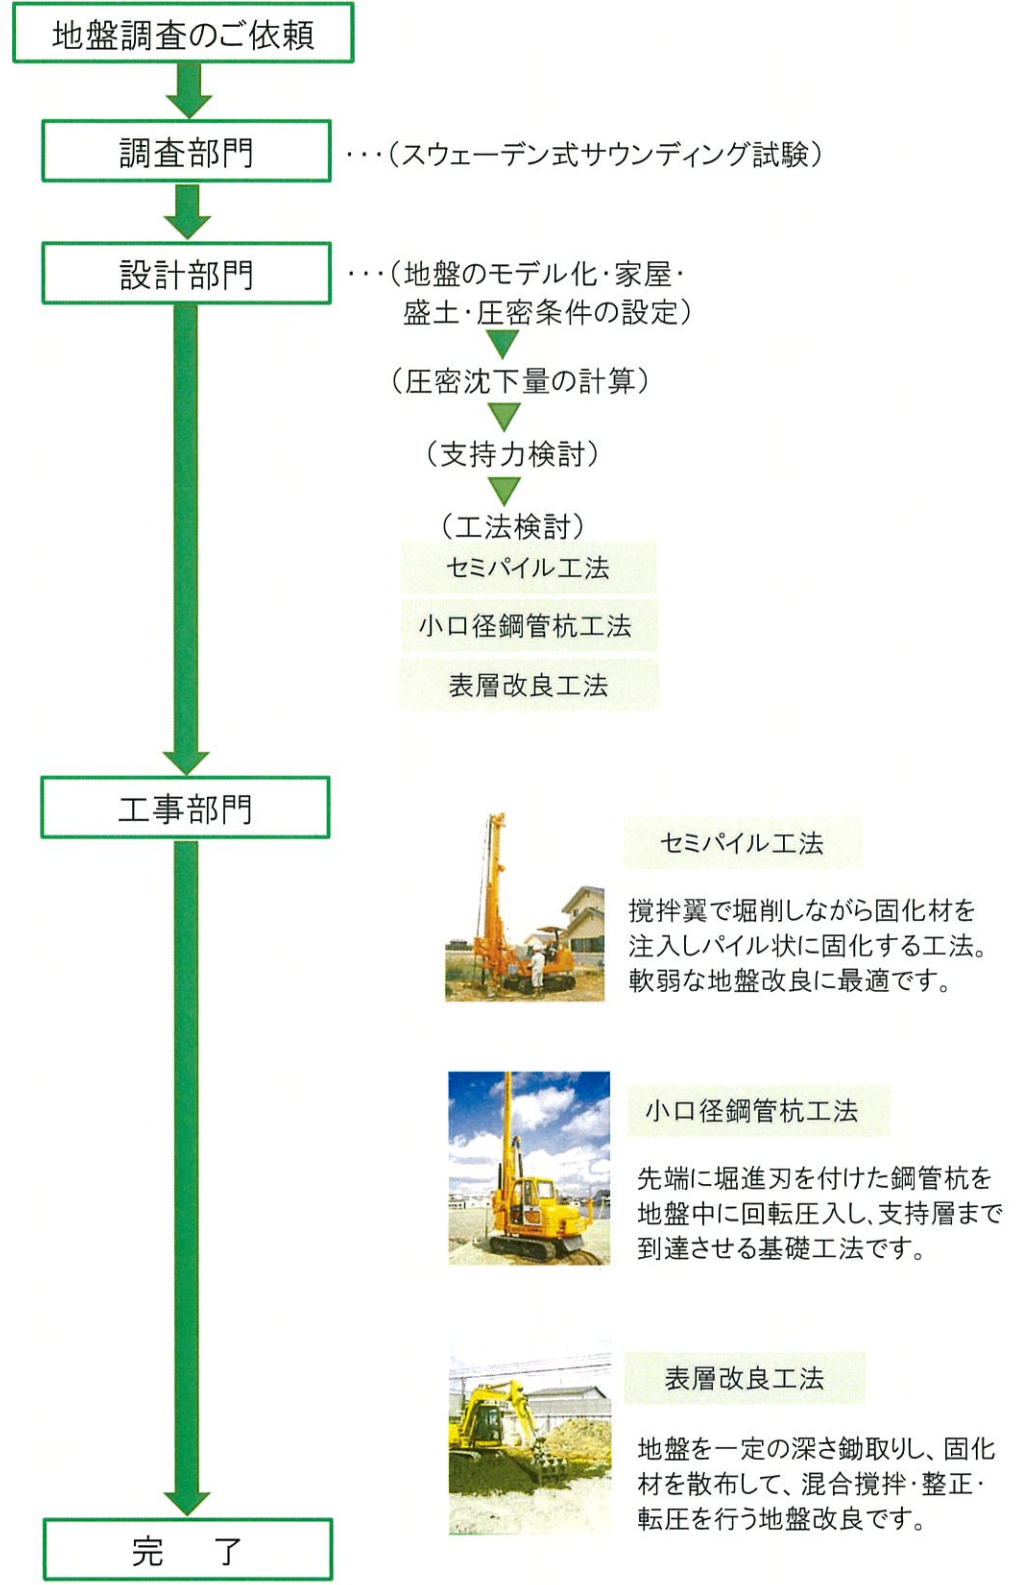 地盤調査のご依頼
調査部門
・・・（スウェーデン式サウンディング試験）
設計部門
・・・（地盤のモデル化・家屋・
盛土・圧密条件の設定）
（圧密沈下量の計算）
（支持力検討）
（工法検討）
セミパイル工法
小口径鋼管杭工法
表層改良工法
工事部門
セミパイル工法
撹拌翼で堀削しながら固化材を
注入しパイル状に固化する工法。
軟弱な地盤改良に最適です。
小口径鋼管杭工法
先端に堀進刃を付けた鋼管杭を
地盤中に回転圧入し、支持層まで
到達させる基礎工法です。
表層改良工法
地盤を一定の深さ鋤取りし、固化
材を散布して、混合撹拌・整正・
転圧を行う地盤改良です。
完　了